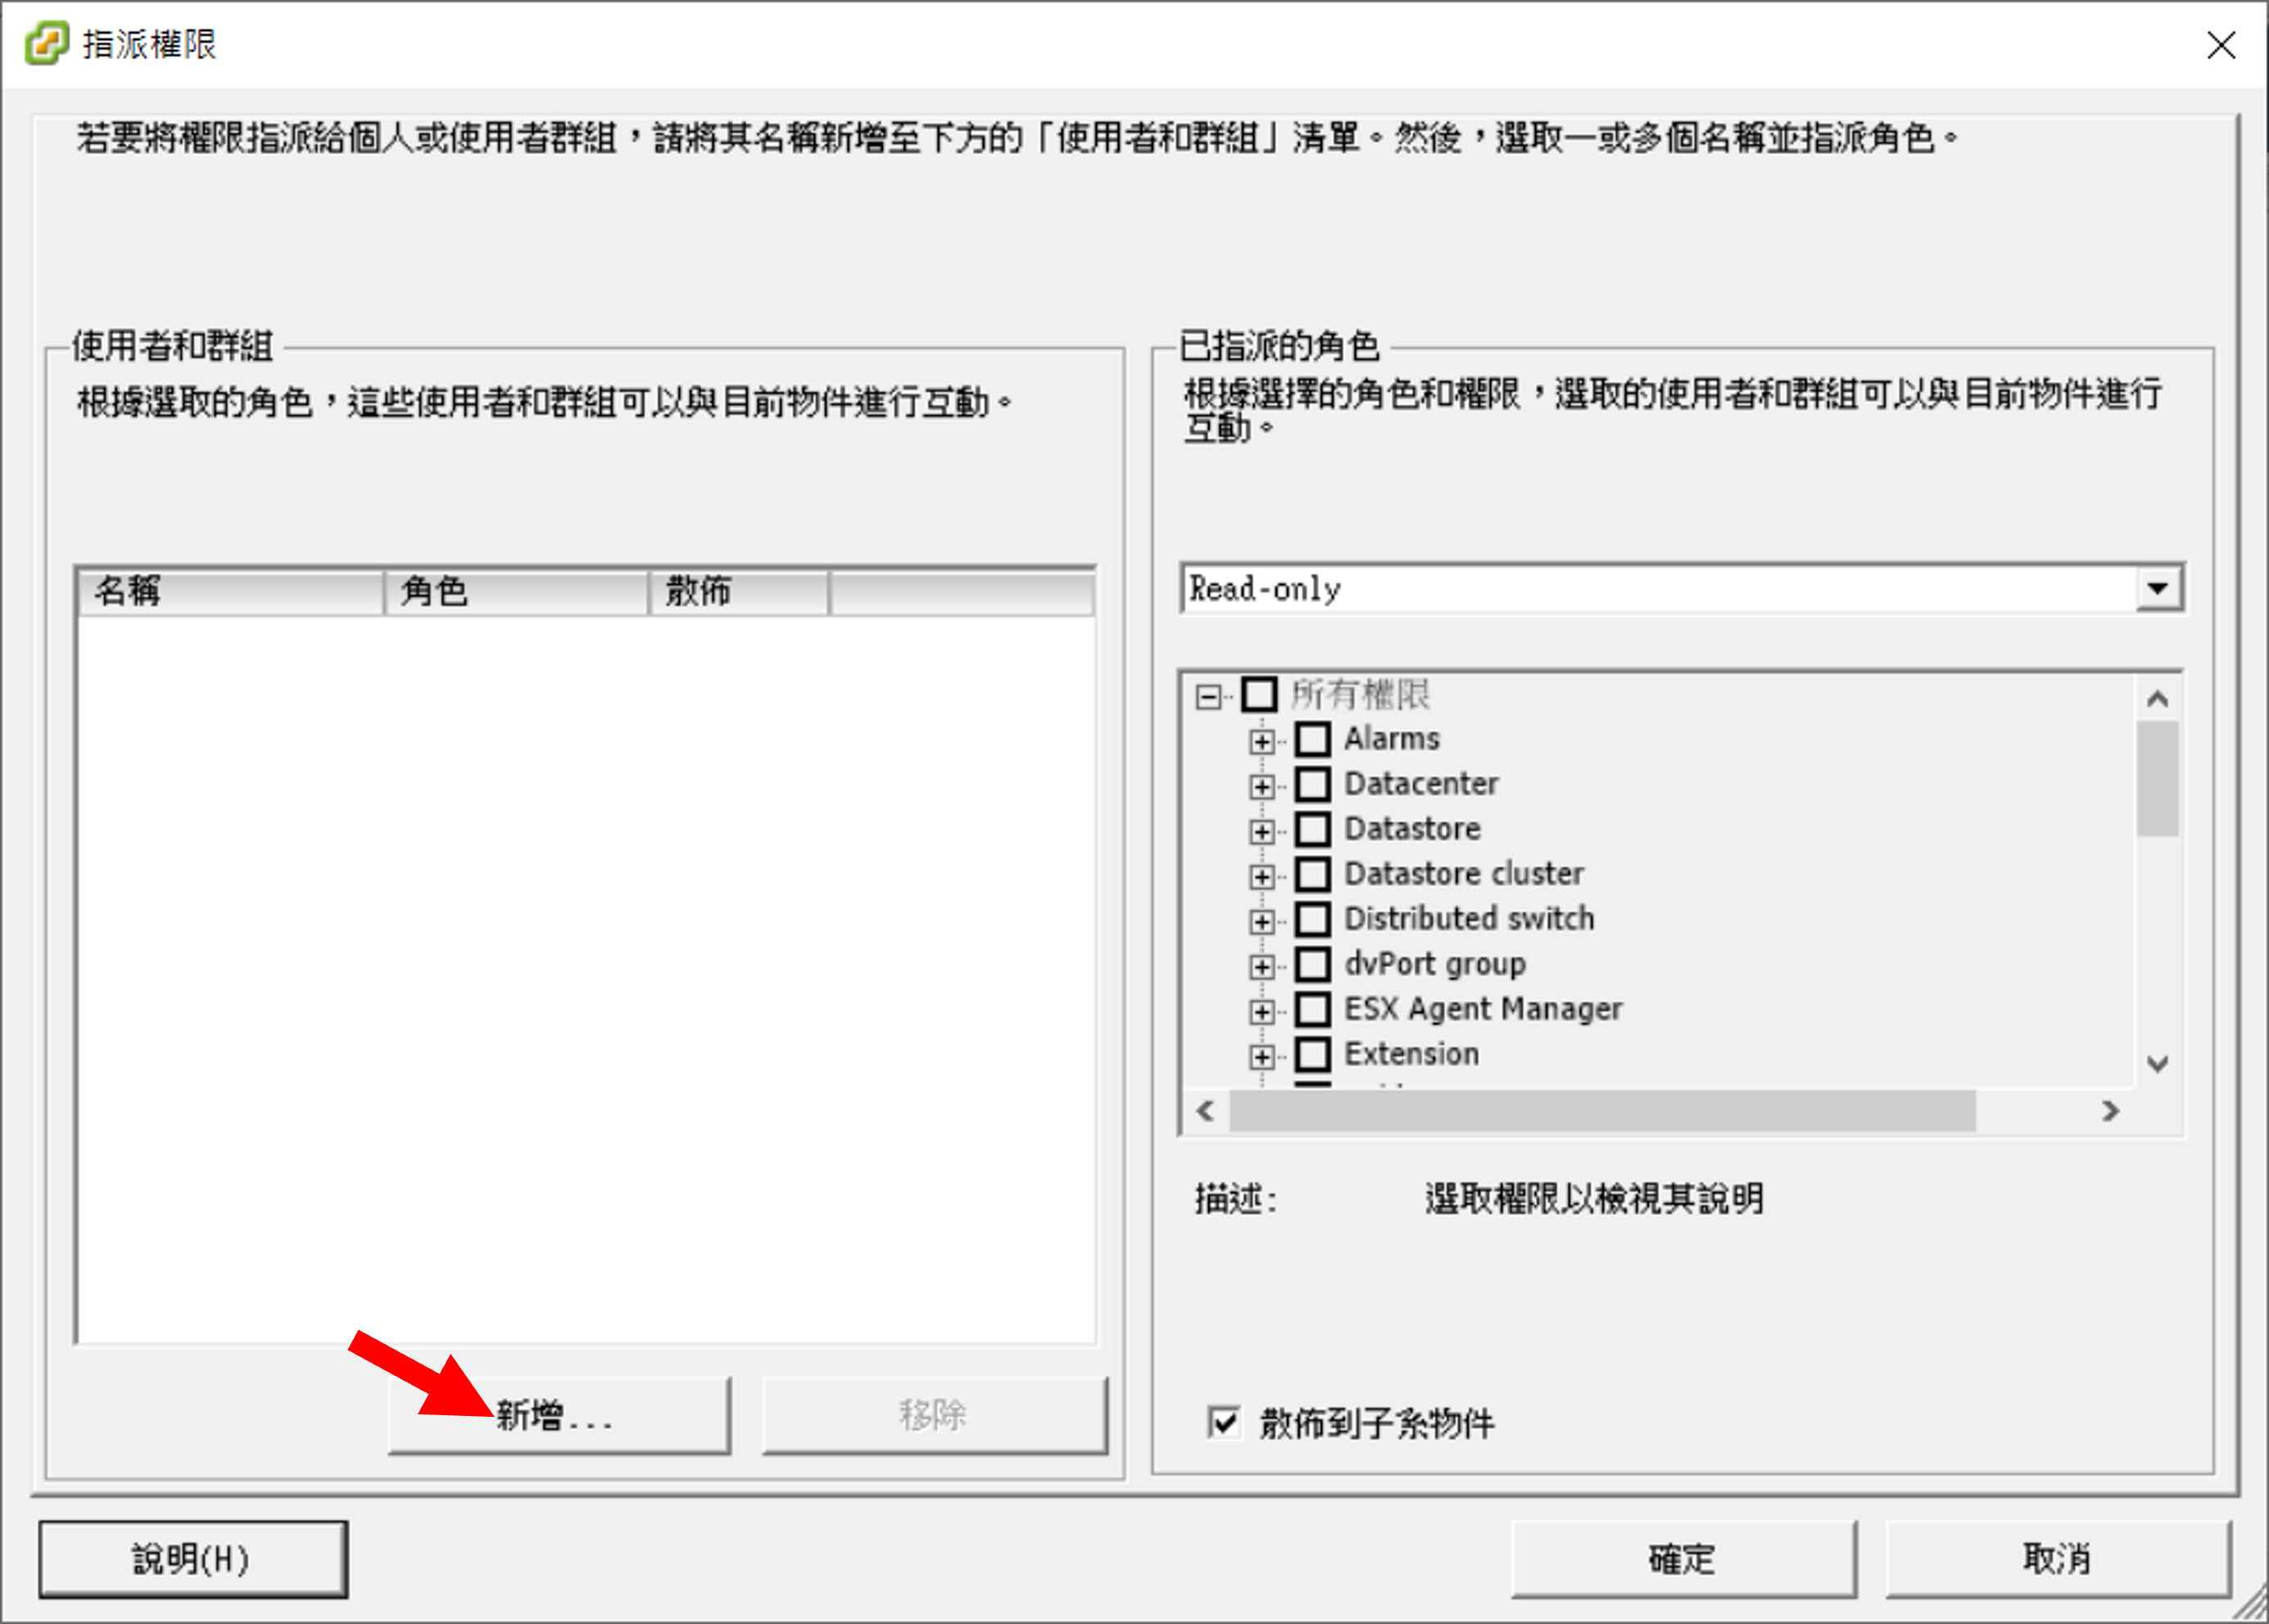 指派權限
若要將權限指派給個人或使用者群組，請將其名稱新增至下方的「使用者和群組」清單。然後，選取一或多個名稱並指派角色。
使用者和群組
根據選取的角色，這些使用者和群組可以與目前物件進行互動。
名稱 角色 散佈
新增...
移除
已指派的角色
根據選擇的角色和權限，選取的使用者和群組可以與目前物件進行
互動。
Read-only
所有權限
Alarms
Datacenter
Datastore
Datastore cluster
Distributed switch
dvPort group
ESX Agent Manager
Extension
描述: 選取權限以檢視其說明
散佈到子系物件
說明(H)
確定
取消